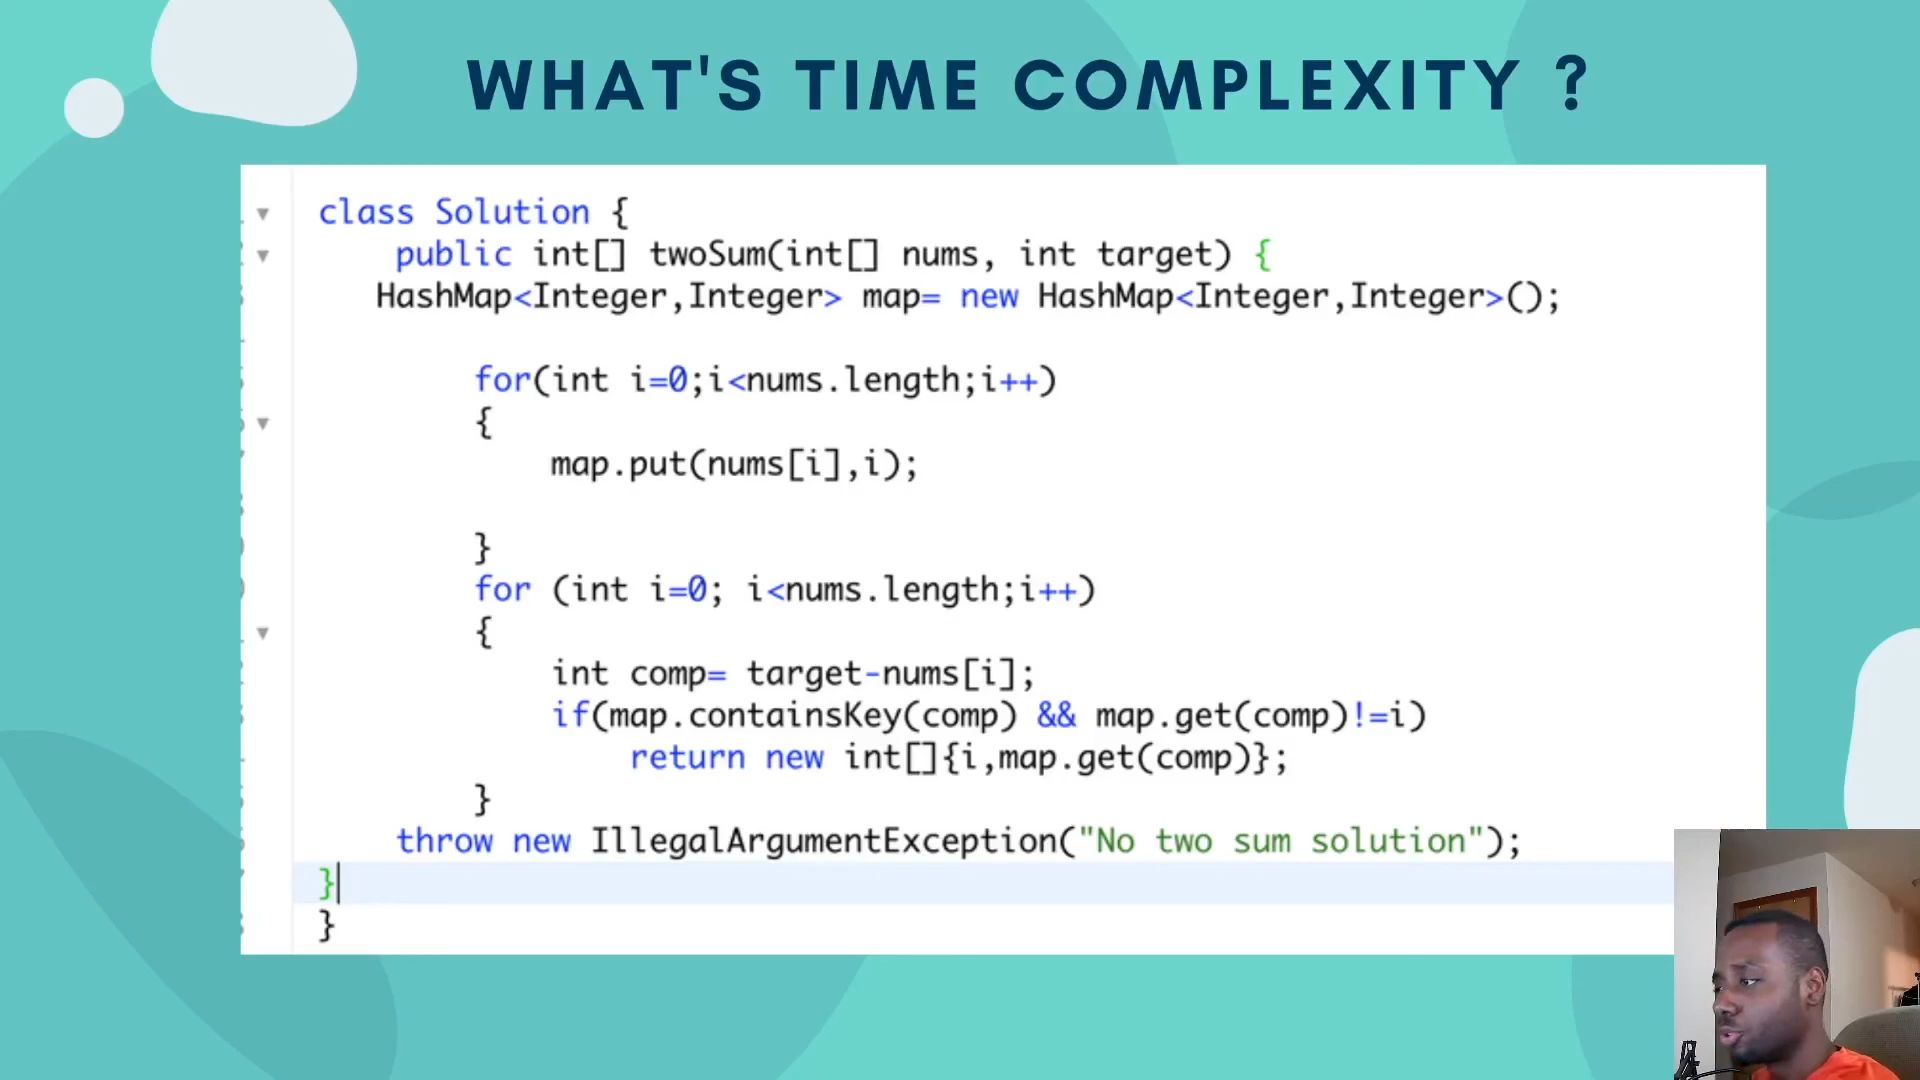 WHAT'S TIME COMPLEXITY ?
class Solution {
public int[] twoSum(int[] nums, int target) {
HashMap<Integer,Integer> map= new HashMap<Integer,Integer>();
for(int i=0;i<nums.length;i++)
{
map.put(nums[i],i);
}
for (int i=0; i<nums.length;i++)
{
int comp= target-nums[i];
if(map.containsKey(comp) && map.get(comp)!=i)
return new int[]{i,map.get(comp)};
}
throw new IllegalArgumentException("No two sum solution");
}
}